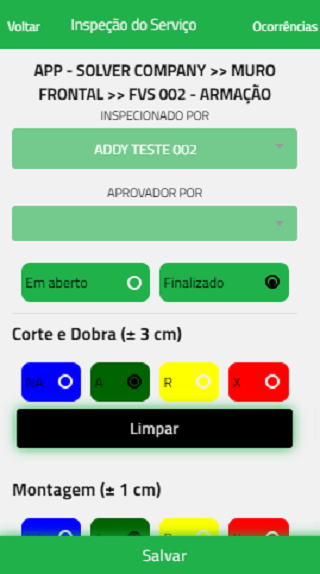 Voltar Inspeção do Serviço Ocorrências
APP - SOLVER COMPANY >> MURO
FRONTAL >> FVS 002 - ARMAÇÃO
INSPECIONADO POR
ADDY TESTE 002
APROVADOR POR
Em aberto Finalizado
Corte e Dobra (± 3 cm)
NA A R X
Limpar
Montagem (± 1 cm)
Salvar